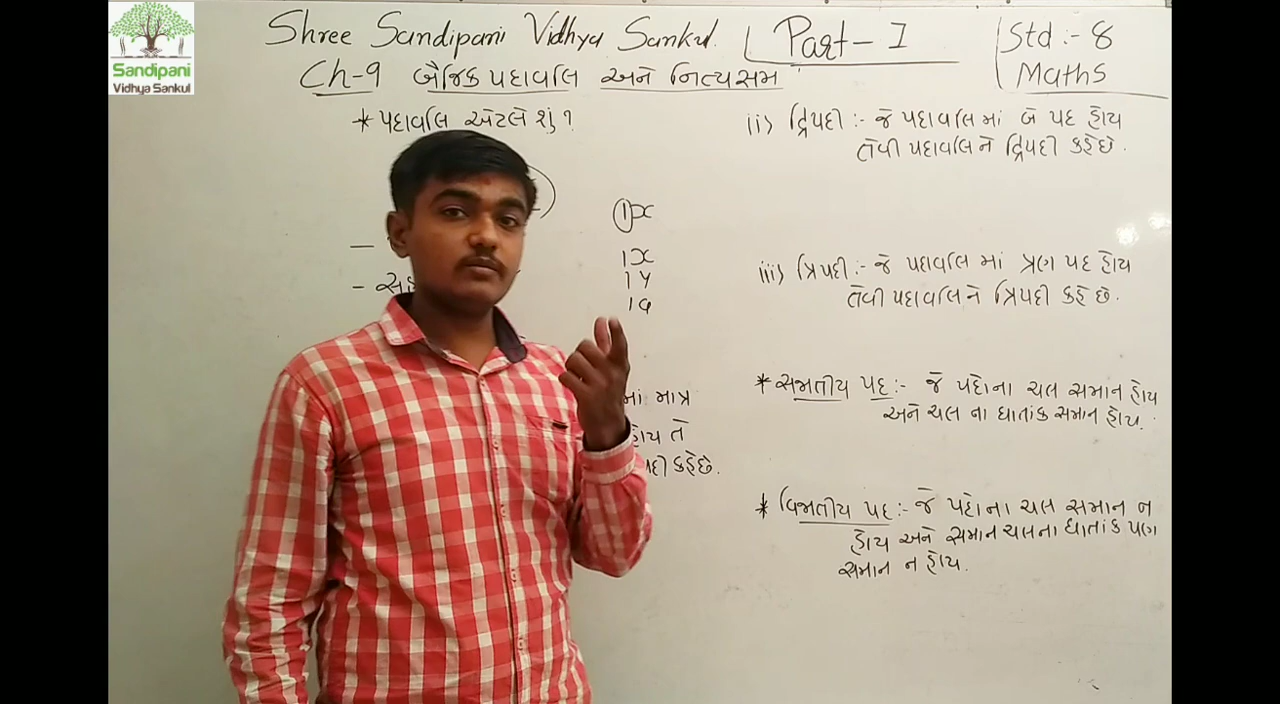 Sandipani
Vidhya Sankul
Shree Sandipani Vidhya Sankul.
Part-I
Std:- 8
Maths
Ch-9 બૈજિક પદાવલિ અને નિત્યસમ
* પદાવલિ એટલે શું?
1x
1x
1y
- સહ
માં માત્ર
હોય તે
પદી કહે છે.
ii) દ્વિપદી :- જે પદાવલિ માં બે પદ હોય
તેવી પદાવલિ ને દ્વિપદી કહે છે.
iii) ત્રિપદી :- જે પદાવલિ માં ત્રણ પદ હોય
તેવી પદાવલિ ને ત્રિપદી કહે છે.
* સજાતીય પદ :- જે પદોના ચલ સમાન હોય
અને ચલ ના ઘાતાંક સમાન હોય.
* વિજાતીય પદ :- જે પદોના ચલ સમાન ન
હોય અને સમાન ચલના ઘાતાંક પણ
સમાન ન હોય.